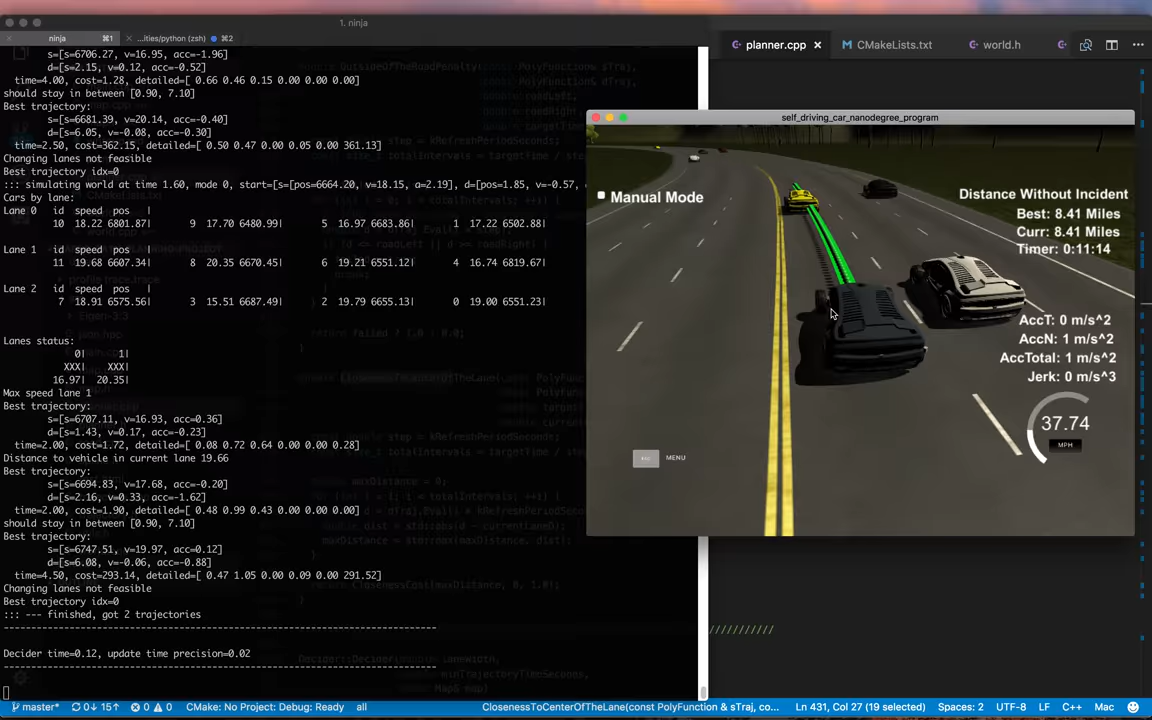 1. ninja
ninja ⌘1 ...ities/python (zsh) ⌘2
s=[s=6706.27, v=16.95, acc=-1.96]
d=[s=2.15, v=0.12, acc=-0.52]
time=4.00, cost=1.28, detailed=[ 0.66 0.46 0.15 0.00 0.00 0.00]
should stay in between [0.90, 7.10]
Best trajectory:
s=[s=6681.39, v=20.14, acc=-0.40]
d=[s=6.05, v=-0.08, acc=-0.30]
time=2.50, cost=362.15, detailed=[ 0.50 0.47 0.00 0.05 0.00 361.13]
Changing lanes not feasible
Best trajectory idx=0
::: simulating world at time 1.60, mode 0, start=[s=[pos=6664.20, v=18.15, a=2.19], d=[pos=1.85, v=-0.57,
Cars by lane:
Lane 0 id speed pos |
10 18.22 6801.87| 9 17.70 6480.99| 5 16.97 6683.86| 1 17.22 6502.88|
Lane 1 id speed pos |
11 19.68 6607.34| 8 20.35 6670.45| 6 19.21 6551.12| 4 16.74 6819.67|
Lane 2 id speed pos |
7 18.91 6575.56| 3 15.51 6687.49| 2 19.79 6655.13| 0 19.00 6551.23|
Lanes status:
0| 1|
XXX| XXX|
16.97| 20.35|
Max speed lane 1
Best trajectory:
s=[s=6707.11, v=16.93, acc=0.36]
d=[s=1.43, v=0.17, acc=-0.23]
time=2.00, cost=1.72, detailed=[ 0.08 0.72 0.64 0.00 0.00 0.28]
Distance to vehicle in current lane 19.66
Best trajectory:
s=[s=6694.83, v=17.68, acc=-0.20]
d=[s=2.16, v=0.33, acc=-1.62]
time=2.00, cost=1.90, detailed=[ 0.48 0.99 0.43 0.00 0.00 0.00]
should stay in between [0.90, 7.10]
Best trajectory:
s=[s=6747.51, v=19.97, acc=0.12]
d=[s=6.08, v=-0.06, acc=-0.88]
time=4.50, cost=293.14, detailed=[ 0.47 1.05 0.00 0.09 0.00 291.52]
Changing lanes not feasible
Best trajectory idx=0
::: --- finished, got 2 trajectories
--------------------------------------------------------------------------------
Decider time=0.12, update time precision=0.02
--------------------------------------------------------------------------------
planner.cpp CMakeLists.txt world.h
self_driving_car_nanodegree_program
Manual Mode
Distance Without Incident
Best: 8.41 Miles
Curr: 8.41 Miles
Timer: 0:11:14
AccT: 0 m/s^2
AccN: 1 m/s^2
AccTotal: 1 m/s^2
Jerk: 0 m/s^3
37.74
MPH
MENU
///////////
master* 0↓ 15↑ 0 0 CMake: No Project: Debug: Ready all ClosenessToCenterOfTheLane(const PolyFunction & sTraj, co... Ln 431, Col 27 (19 selected) Spaces: 2 UTF-8 LF C++ Mac